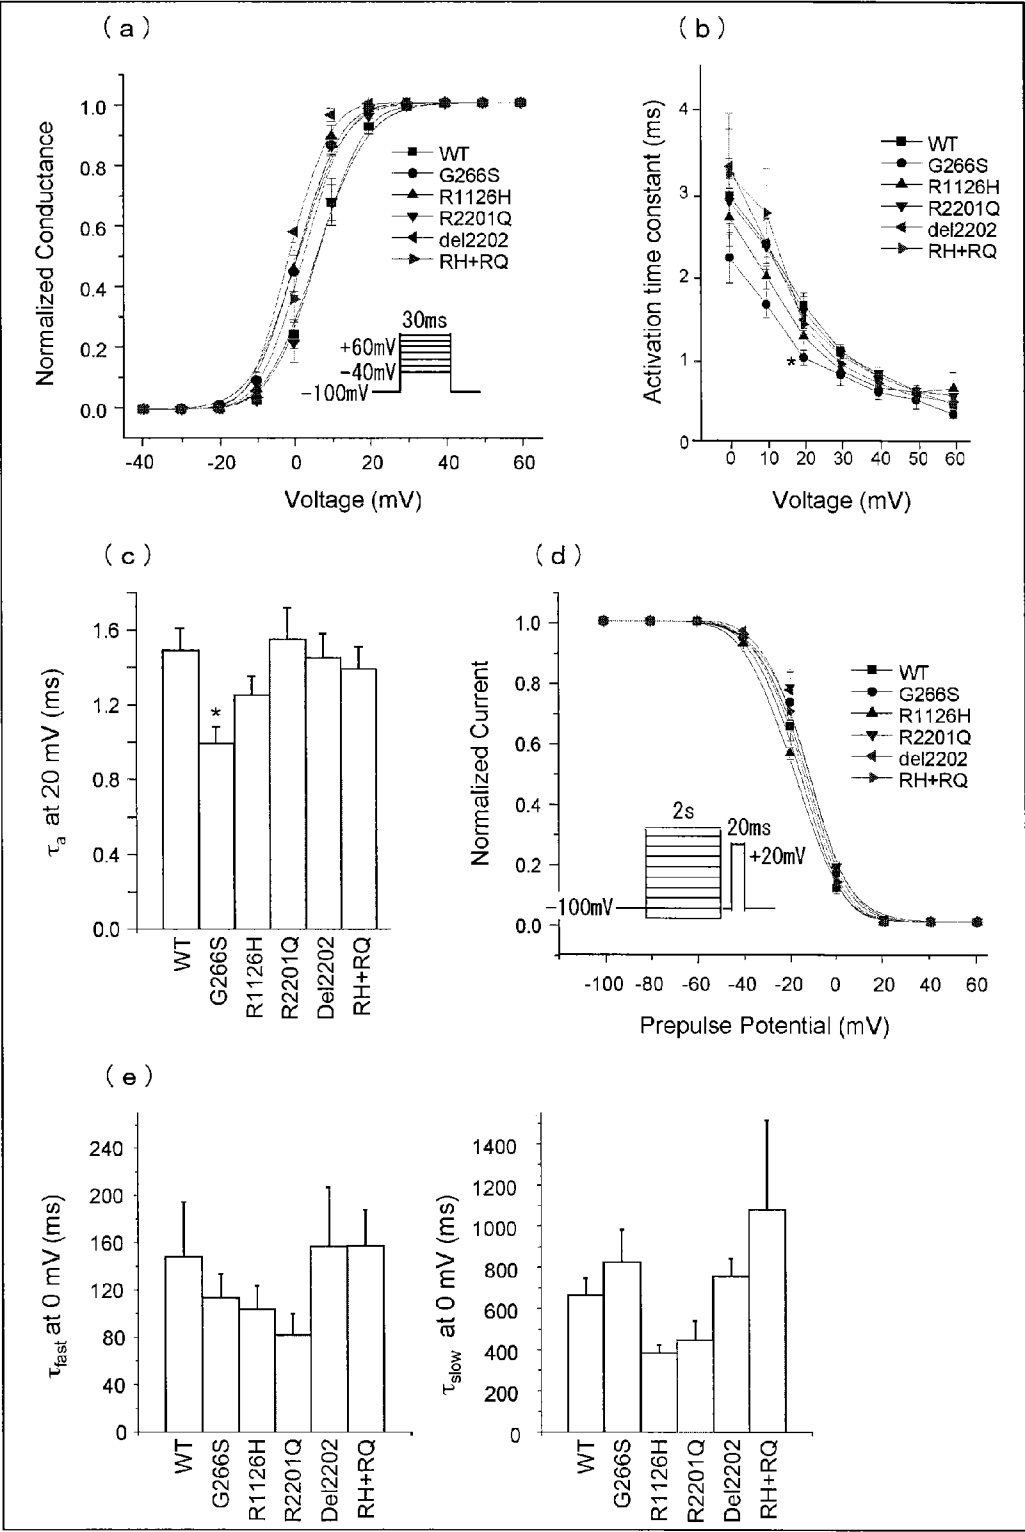 (a)
Normalized Conductance
1.0
0.8
0.6
0.4
0.2
0.0
-40
-20
0
20
40
60
Voltage (mV)
WT
G266S
R1126H
R2201Q
del2202
RH+RQ
30ms
+60mV
-40mV
-100mV
(b)
Activation time constant (ms)
4
3
2
1
0
0
10
20
30
40
50
60
Voltage (mV)
WT
G266S
R1126H
R2201Q
del2202
RH+RQ
*
(c)
τa at 20 mV (ms)
1.6
1.2
0.8
0.4
0.0
*
WT
G266S
R1126H
R2201Q
Del2202
RH+RQ
(d)
Normalized Current
1.0
0.8
0.6
0.4
0.2
0.0
-100
-80
-60
-40
-20
0
20
40
60
Prepulse Potential (mV)
WT
G266S
R1126H
R2201Q
del2202
RH+RQ
2s
20ms
+20mV
-100mV
(e)
τfast at 0 mV (ms)
240
200
160
120
80
40
0
WT
G266S
R1126H
R2201Q
Del2202
RH+RQ
τslow at 0 mV (ms)
1400
1200
1000
800
600
400
200
0
WT
G266S
R1126H
R2201Q
Del2202
RH+RQ